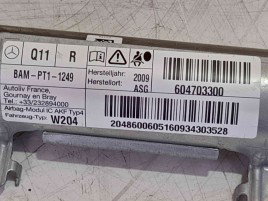 Q11 R
BAM-PT1-1249
Herstelljahr: 2009
Herstellort: ASG
604703300
Autoliv France,
Gournay en Bray
Tel: +33/232894000
Airbag-Modul IC AKF Typ4
Fahrzeug-Typ: W204
2048600605160934303528